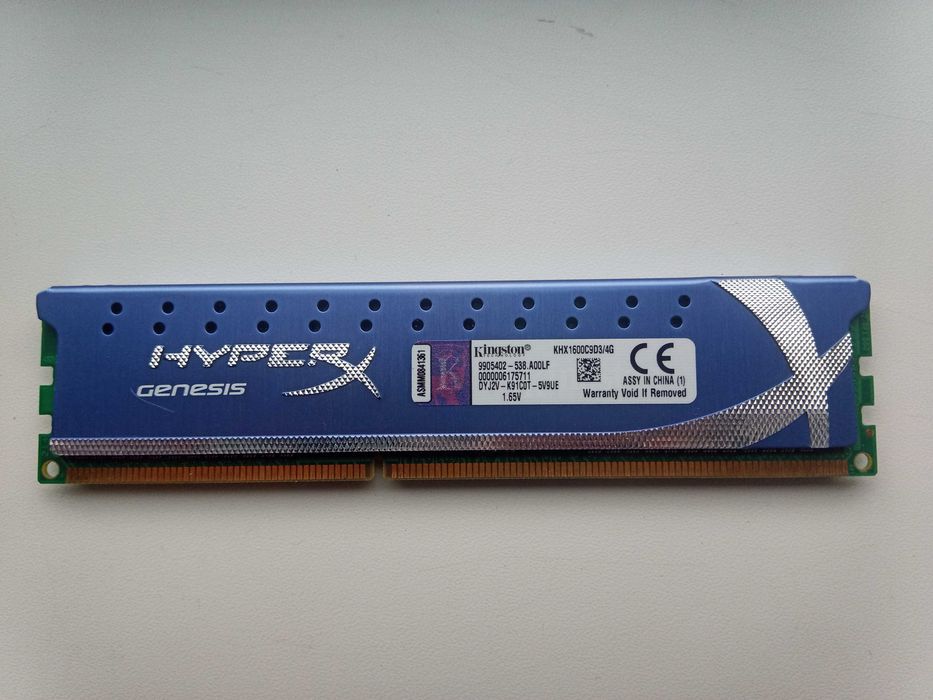 HYPERX
GENESIS
ASMM0841361
Kingston
TECHNOLOGY
KHX1600C9D3/4G
9905402-538.A00LF
0000006175711
DYJ2V-K91C0T-5V9UE
1.65V
CE
ASSY IN CHINA (1)
Warranty Void If Removed